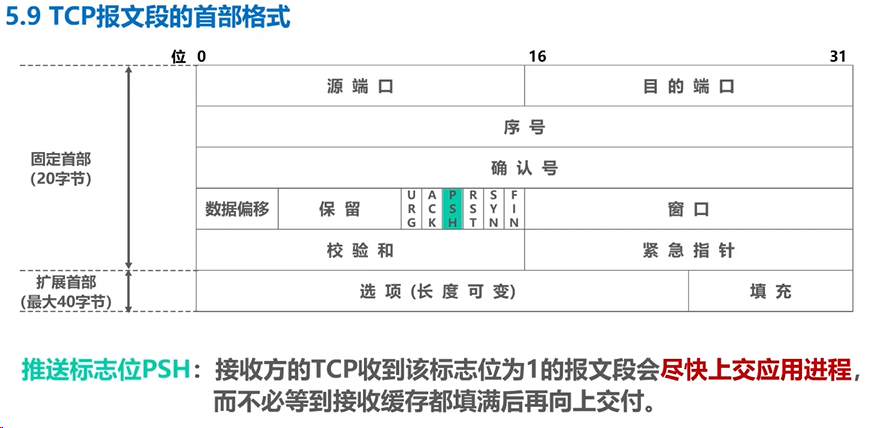 5.9 TCP报文段的首部格式
位 0 16 31
源端口 目的端口
序号
固定首部
(20字节)
确认号
数据偏移 保留 URG ACK PSH RST SYN FIN 窗口
校验和 紧急指针
扩展首部
(最大40字节)
选项 (长度可变) 填充
推送标志位PSH：接收方的TCP收到该标志位为1的报文段会尽快上交应用进程，
而不必等到接收缓存都填满后再向上交付。